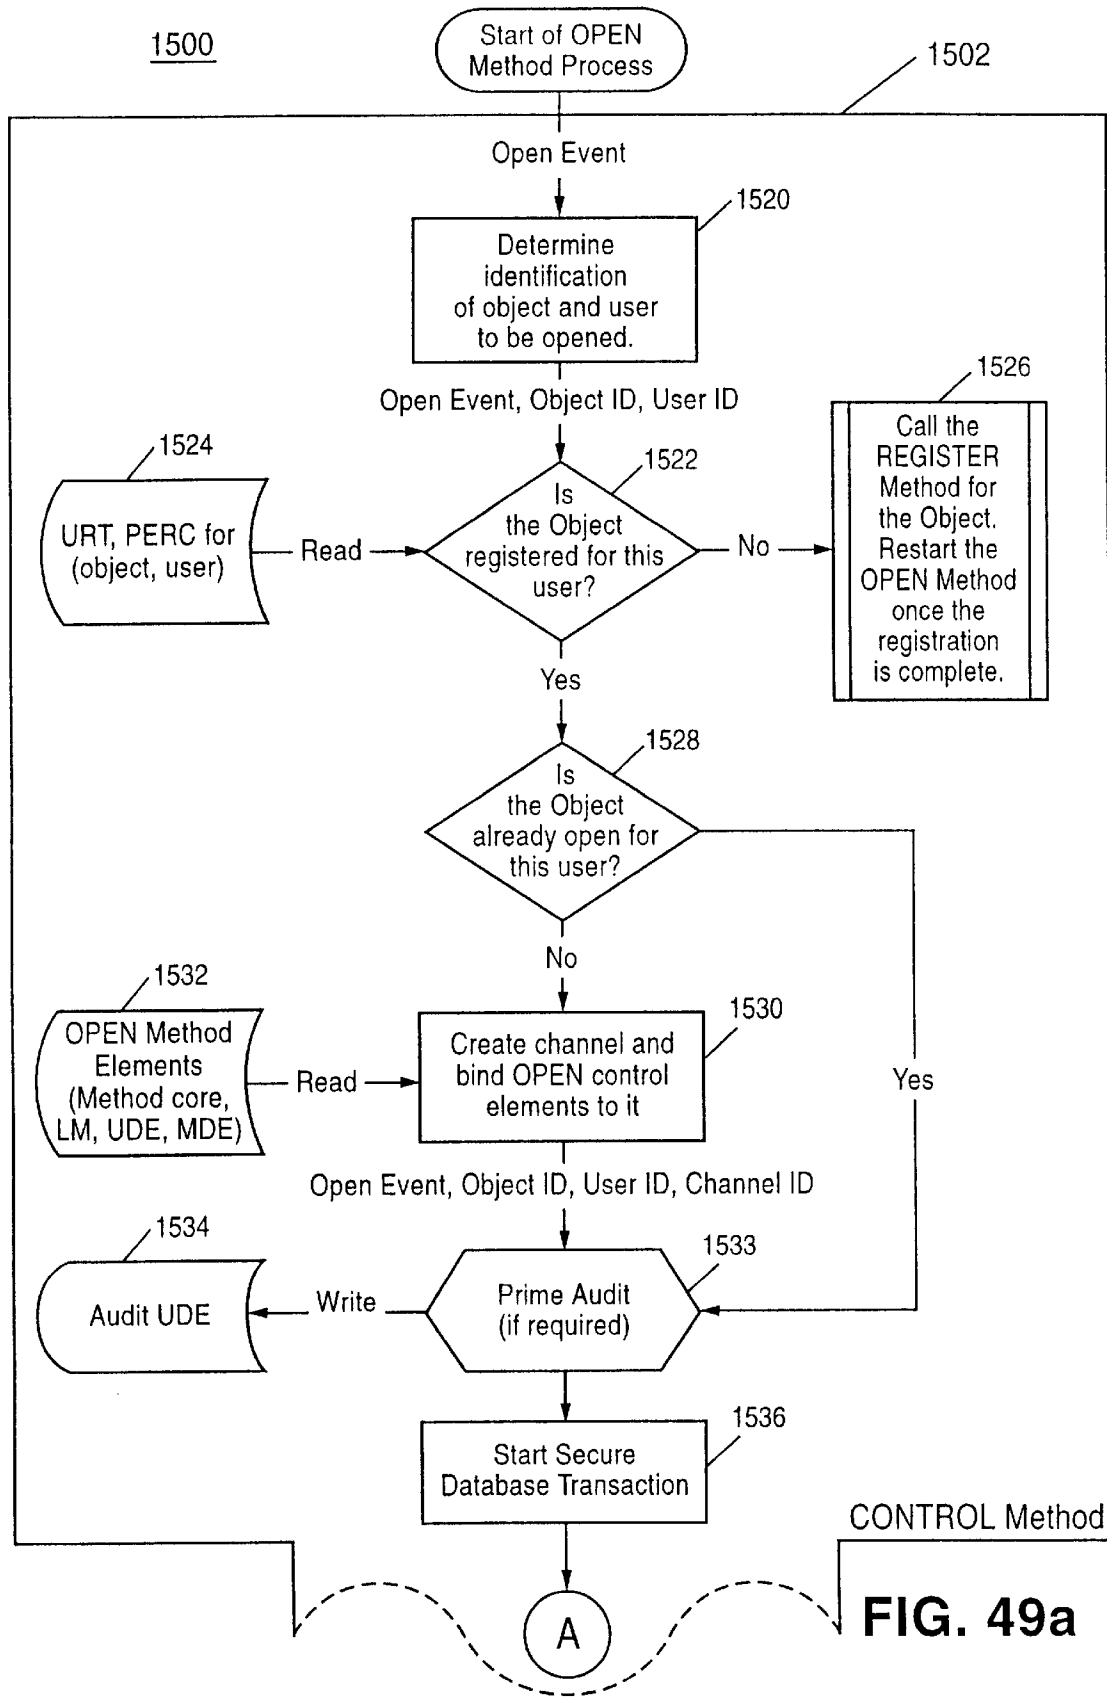 1500
Start of OPEN
Method Process
1502
Open Event
1520
Determine
identification
of object and user
to be opened.
Open Event, Object ID, User ID
1526
Call the
REGISTER
Method for
the Object.
Restart the
OPEN Method
once the
registration
is complete.
1524
URT, PERC for
(object, user)
Read
1522
Is
the Object
registered for this
user?
No
Yes
1528
Is
the Object
already open for
this user?
No
Yes
1532
OPEN Method
Elements
(Method core,
LM, UDE, MDE)
Read
1530
Create channel and
bind OPEN control
elements to it
Open Event, Object ID, User ID, Channel ID
1534
Audit UDE
Write
1533
Prime Audit
(if required)
1536
Start Secure
Database Transaction
CONTROL Method
A
FIG. 49a